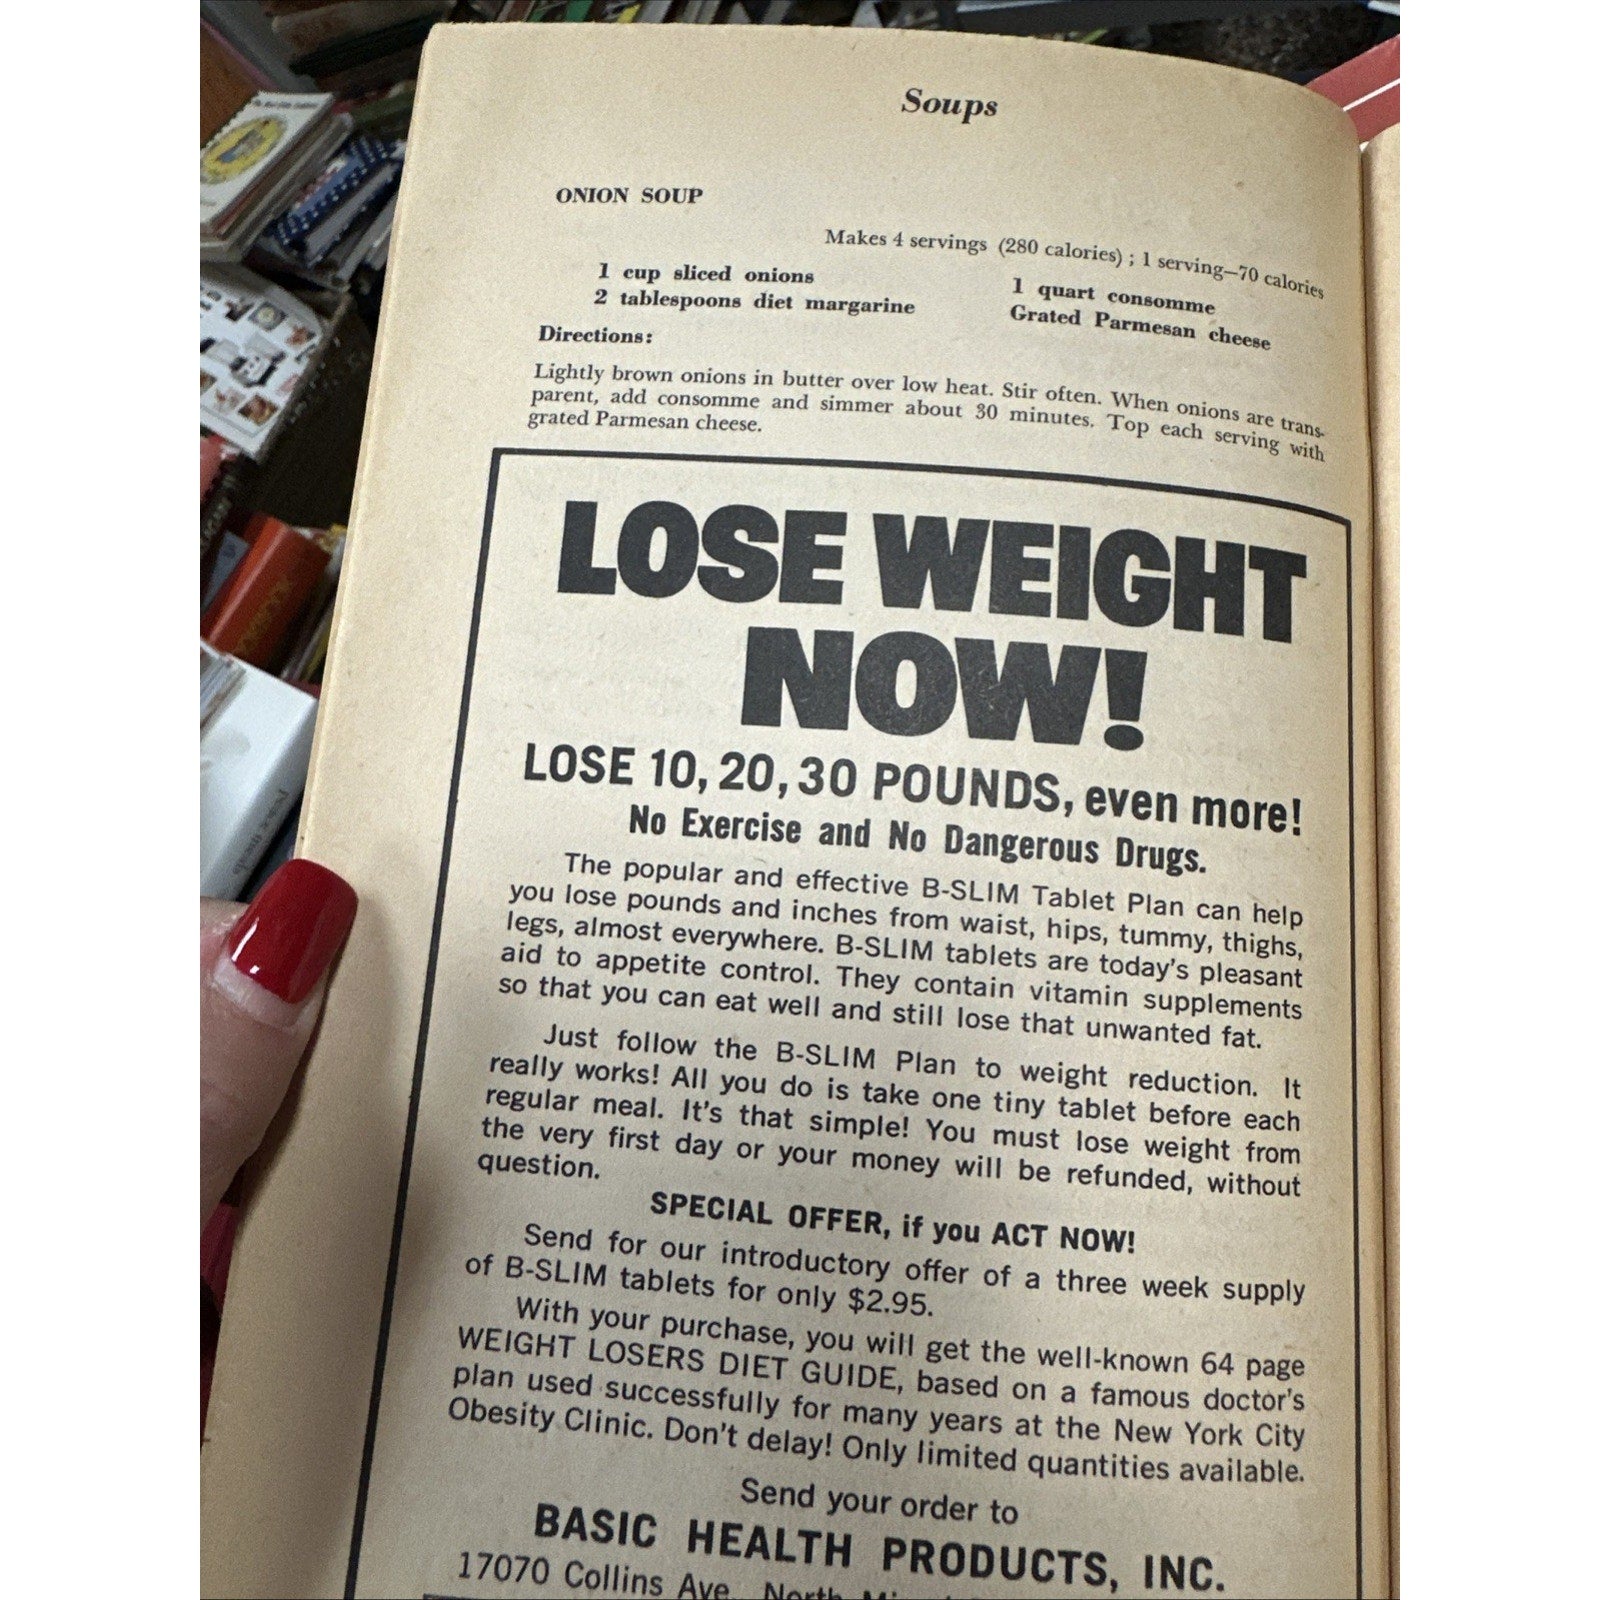 Soups
ONION SOUP
Makes 4 servings (280 calories) ; 1 serving—70 calories
1 cup sliced onions
2 tablespoons diet margarine
1 quart consomme
Grated Parmesan cheese
Directions:
Lightly brown onions in butter over low heat. Stir often. When onions are trans-
parent, add consomme and simmer about 30 minutes. Top each serving with
grated Parmesan cheese.
LOSE WEIGHT
NOW!
LOSE 10, 20, 30 POUNDS, even more!
No Exercise and No Dangerous Drugs.
The popular and effective B-SLIM Tablet Plan can help
you lose pounds and inches from waist, hips, tummy, thighs,
legs, almost everywhere. B-SLIM tablets are today's pleasant
aid to appetite control. They contain vitamin supplements
so that you can eat well and still lose that unwanted fat.
Just follow the B-SLIM Plan to weight reduction. It
really works! All you do is take one tiny tablet before each
regular meal. It's that simple! You must lose weight from
the very first day or your money will be refunded, without
question.
SPECIAL OFFER, if you ACT NOW!
Send for our introductory offer of a three week supply
of B-SLIM tablets for only $2.95.
With your purchase, you will get the well-known 64 page
WEIGHT LOSERS DIET GUIDE, based on a famous doctor's
plan used successfully for many years at the New York City
Obesity Clinic. Don't delay! Only limited quantities available.
Send your order to
BASIC HEALTH PRODUCTS, INC.
17070 Collins Ave., North